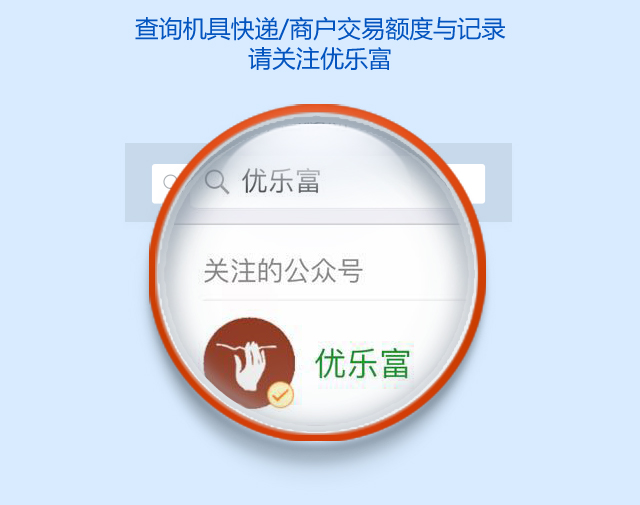 查询机具快递/商户交易额度与记录
请关注优乐富
优乐富
关注的公众号
优乐富